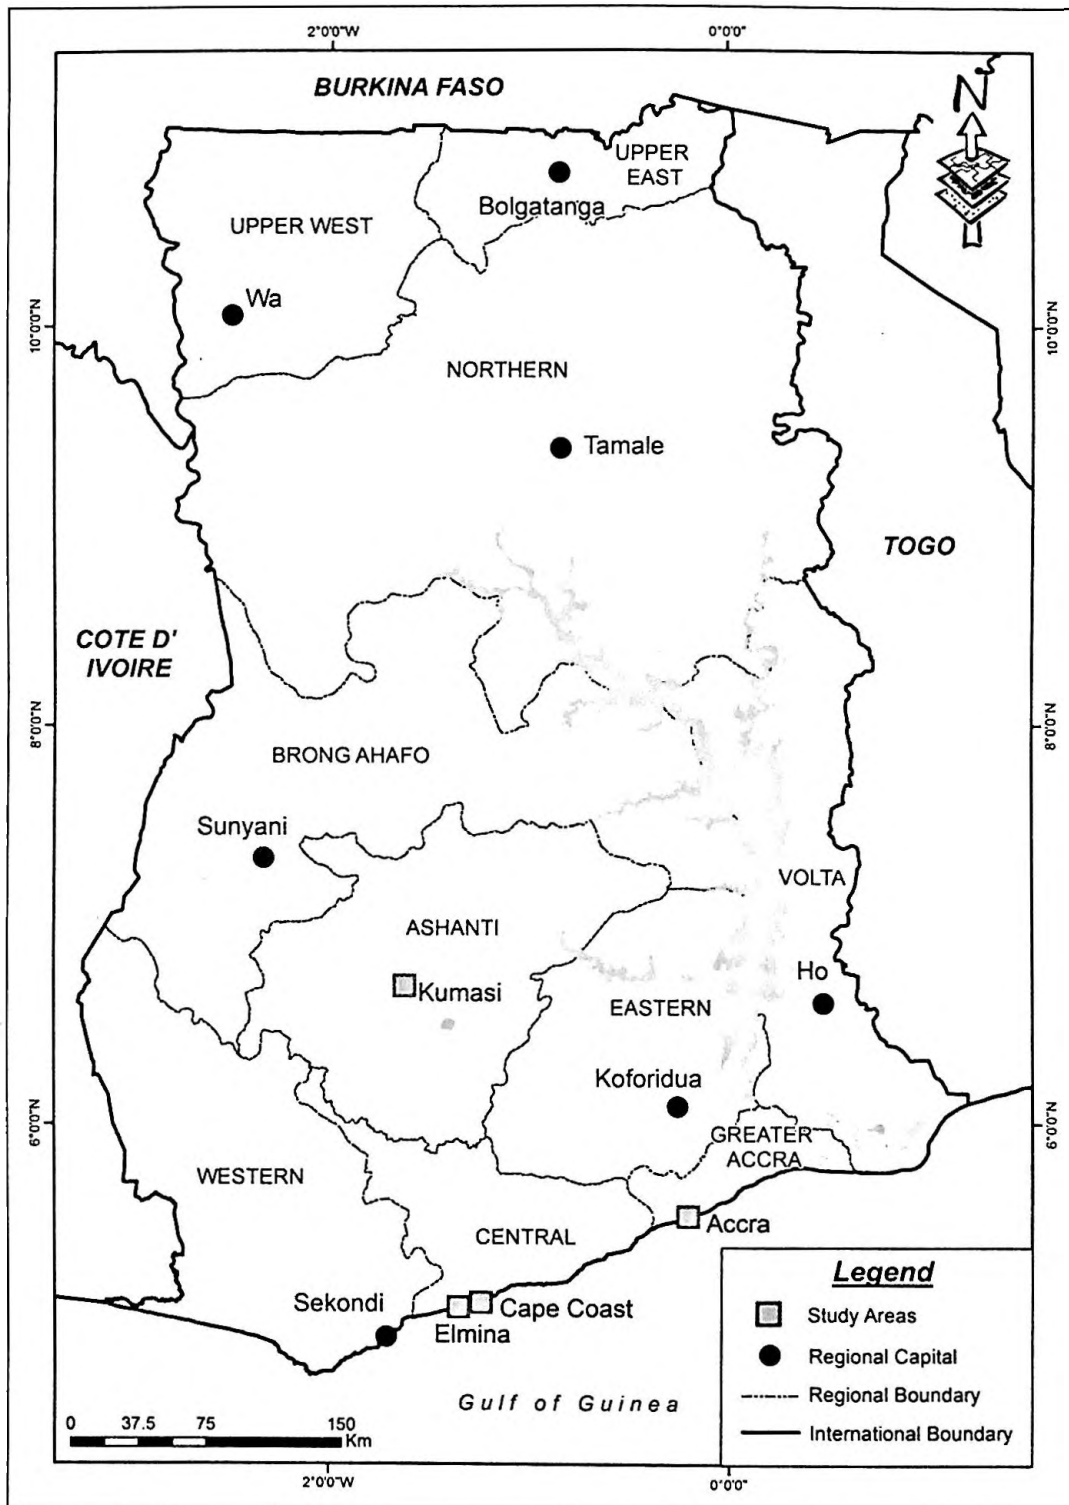 2°0'0"W
0°0'0"
BURKINA FASO
N
UPPER
EAST
Bolgatanga
UPPER WEST
Wa
10°0'0"N
10°0'0"N
NORTHERN
Tamale
TOGO
COTE D'
IVOIRE
8°0'0"N
8°0'0"N
BRONG AHAFO
Sunyani
VOLTA
ASHANTI
Ho
Kumasi
EASTERN
Koforidua
6°0'0"N
6°0'0"N
GREATER
ACCRA
WESTERN
Accra
CENTRAL
Sekondi
Cape Coast
Elmina
Gulf of Guinea
Legend
Study Areas
Regional Capital
Regional Boundary
International Boundary
0 37.5 75 150
Km
2°0'0"W
0°0'0"